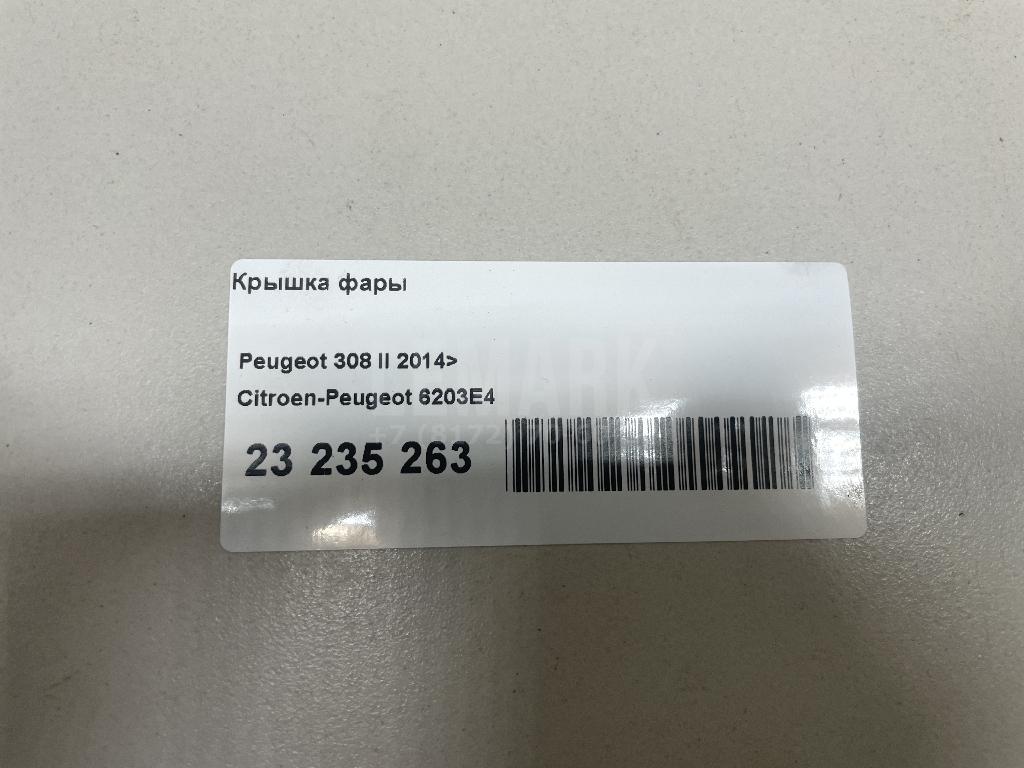 Крышка фары
Peugeot 308 II 2014>
Citroen-Peugeot 6203E4
23 235 263